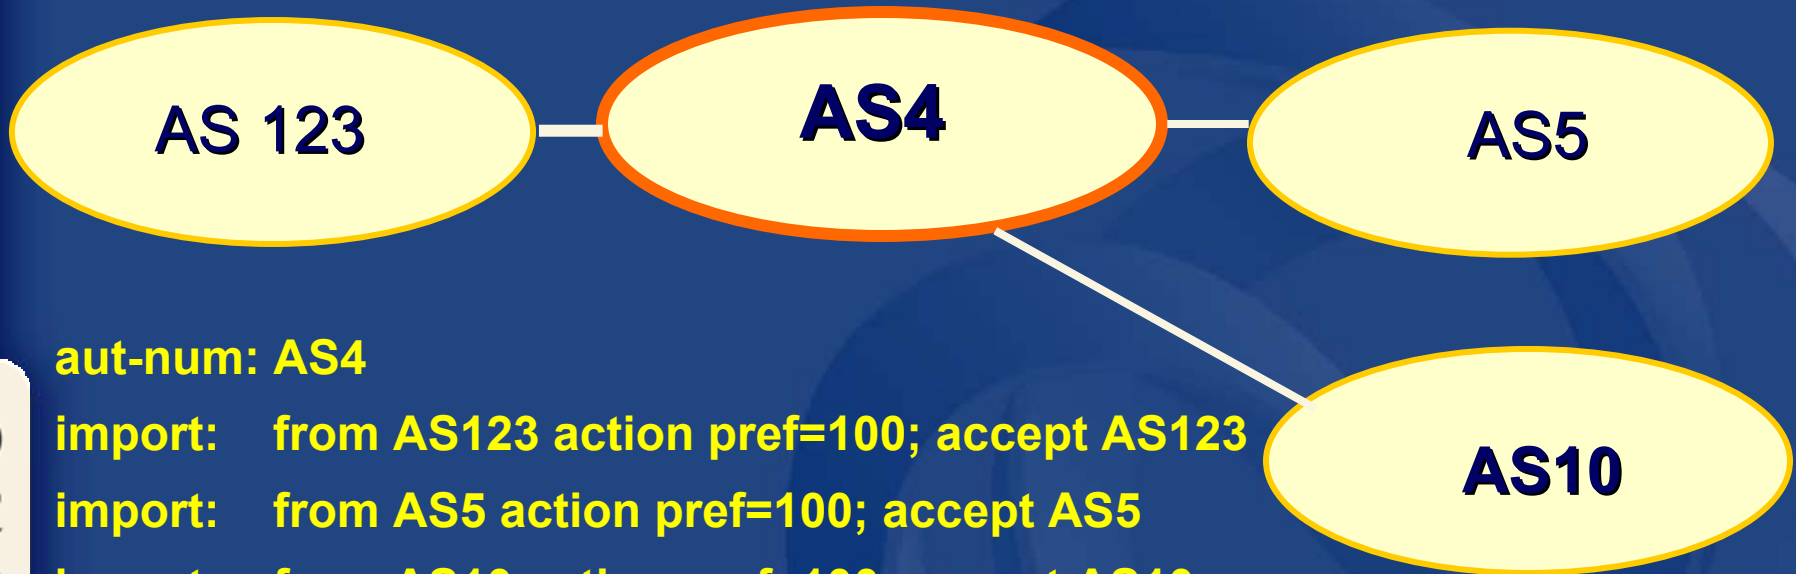 AS 123
AS4
AS5
AS10
aut-num: AS4
import: from AS123 action pref=100; accept AS123
import: from AS5 action pref=100; accept AS5